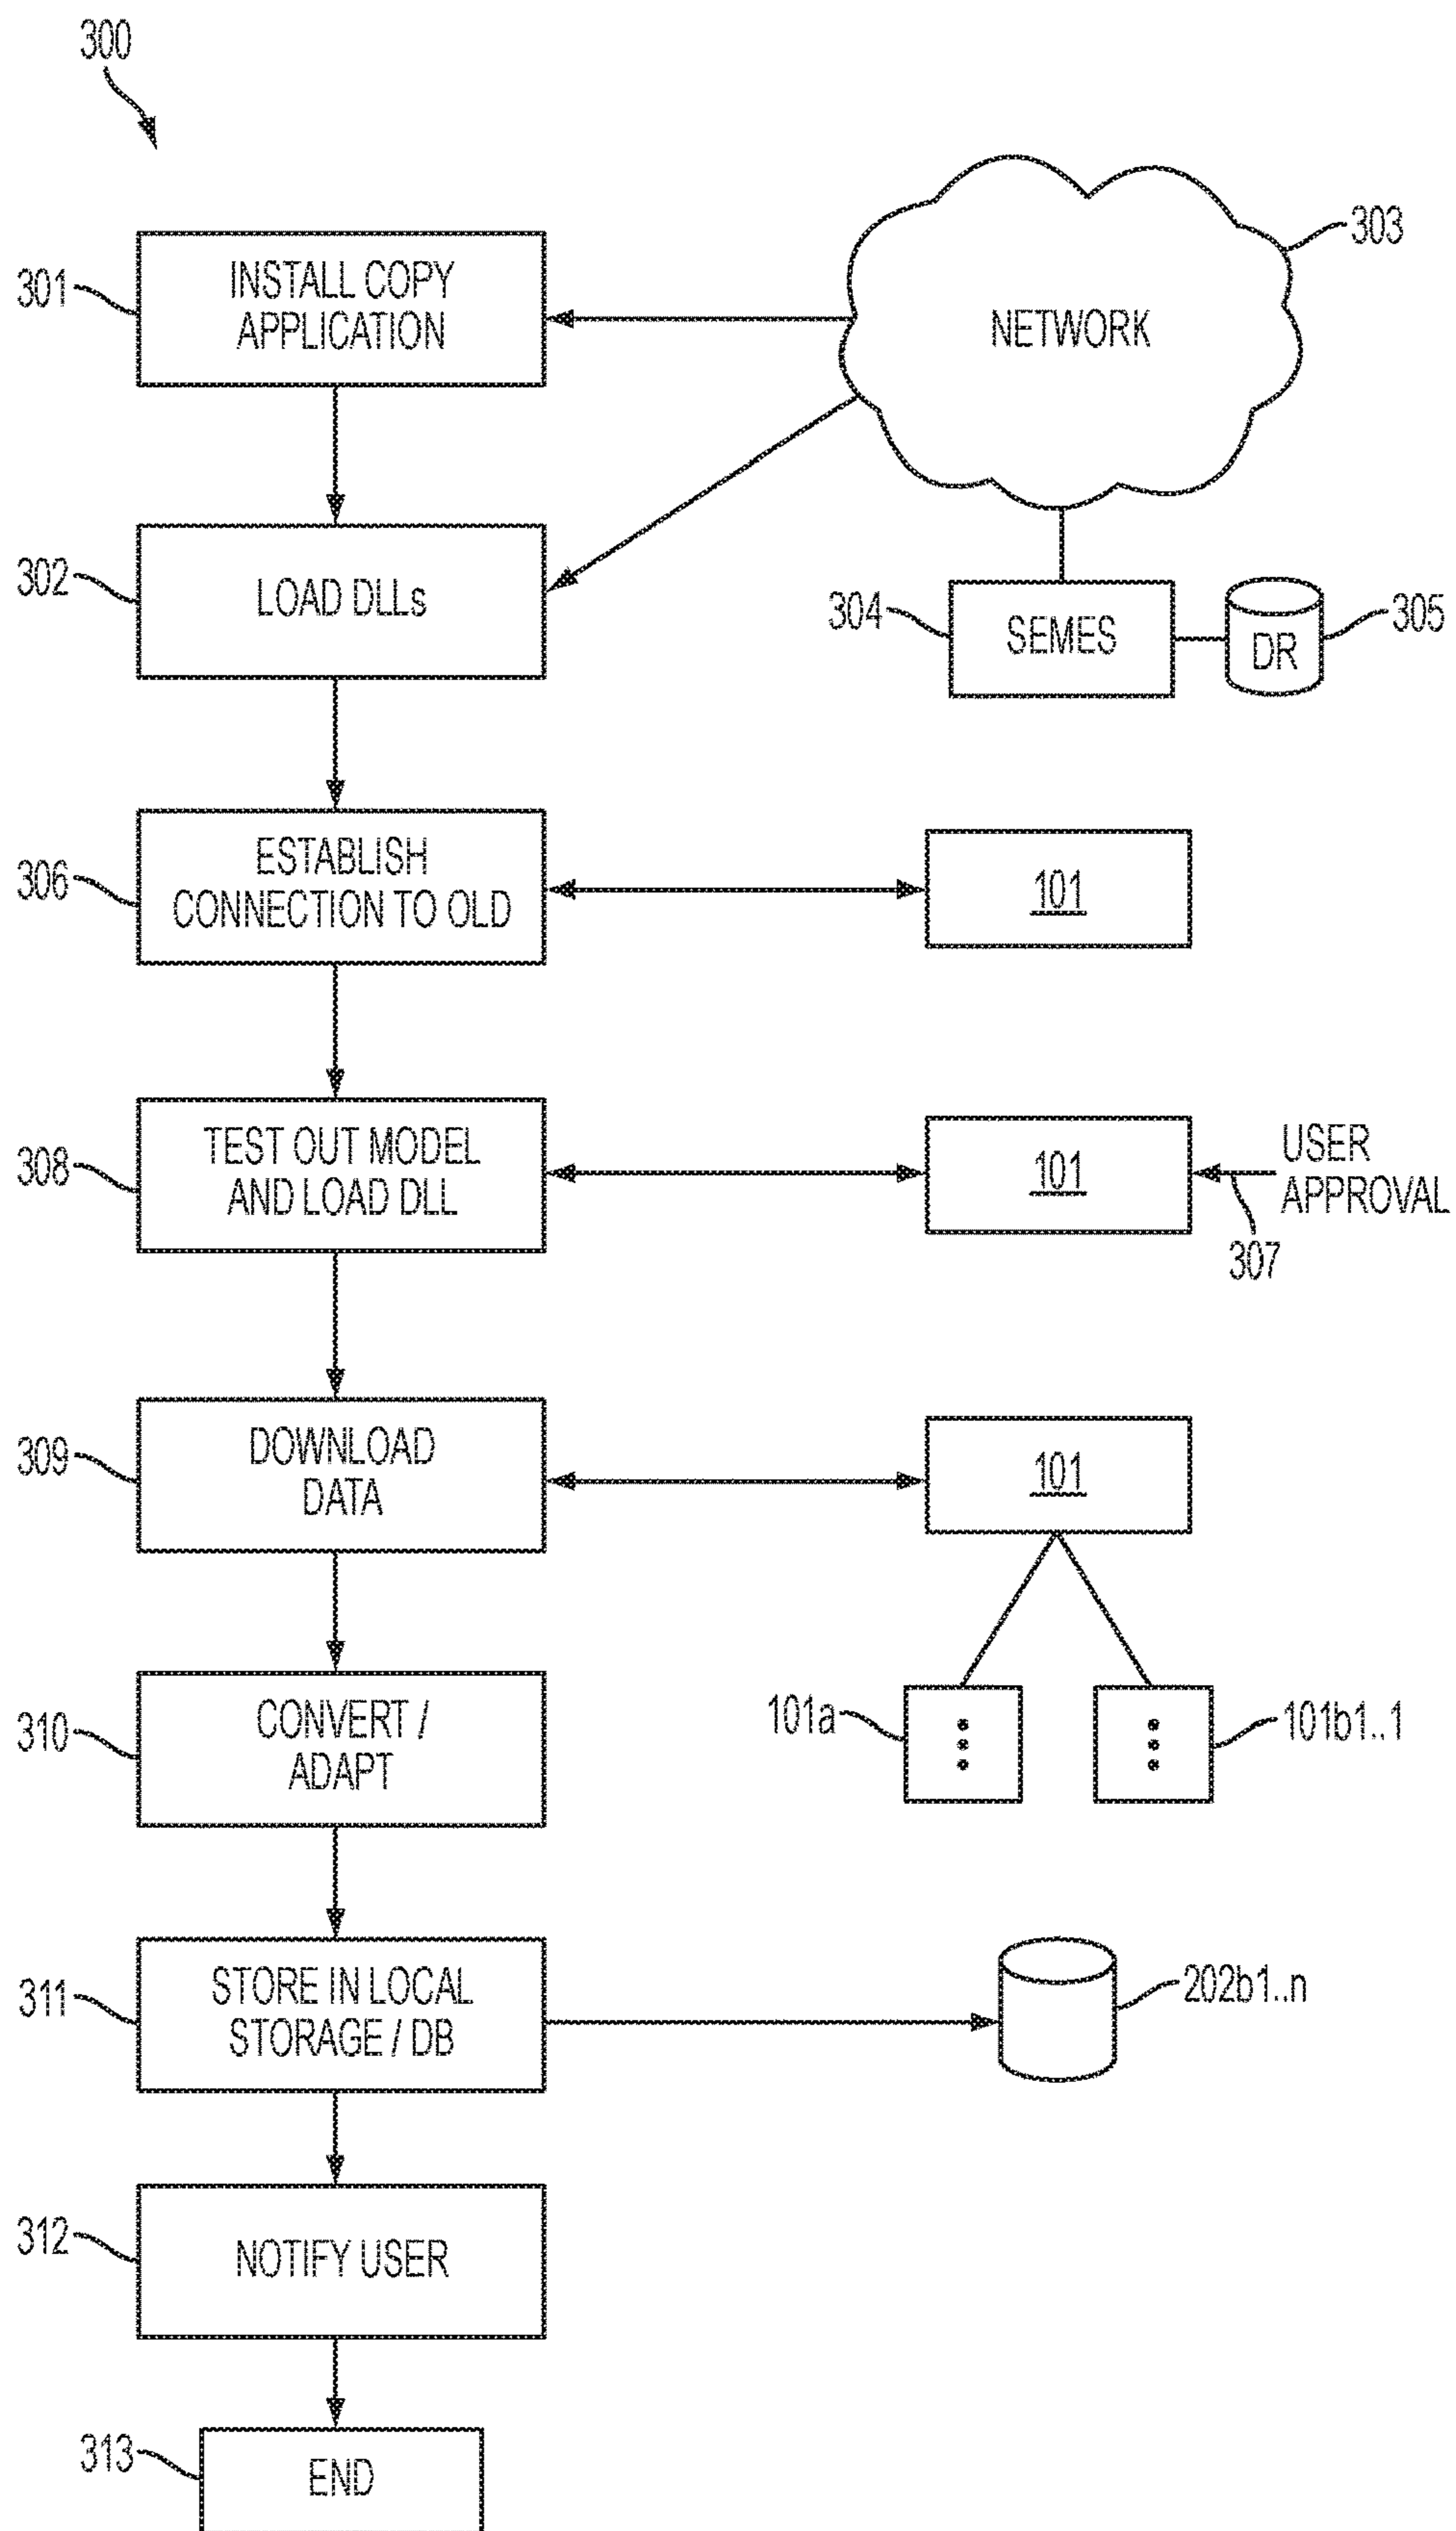 300
303
301
INSTALL COPY
APPLICATION
NETWORK
302
LOAD DLLs
304
SEMES
DR
305
306
ESTABLISH
CONNECTION TO OLD
101
308
TEST OUT MODEL
AND LOAD DLL
101
USER
APPROVAL
307
309
DOWNLOAD
DATA
101
310
CONVERT /
ADAPT
101a
101b1..1
311
STORE IN LOCAL
STORAGE / DB
202b1..n
312
NOTIFY USER
313
END